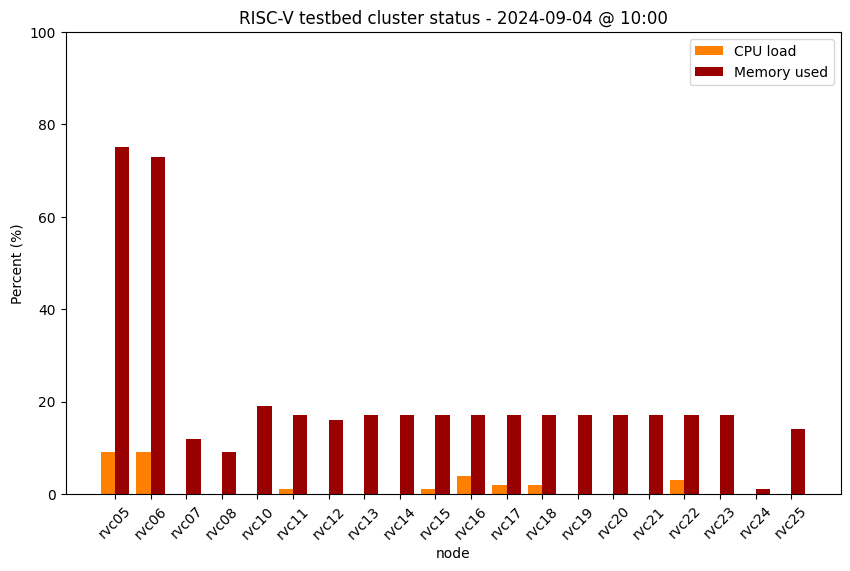 RISC-V testbed cluster status - 2024-09-04 @ 10:00
CPU load
Memory used
Percent (%)
100
80
60
40
20
0
rvc05
rvc06
rvc07
rvc08
rvc10
rvc11
rvc12
rvc13
rvc14
rvc15
rvc16
rvc17
rvc18
rvc19
rvc20
rvc21
rvc22
rvc23
rvc24
rvc25
node